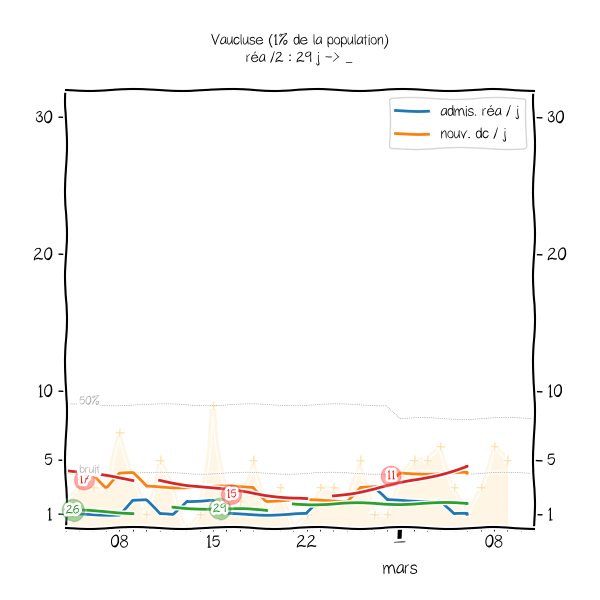 Vaucluse (1% de la population)
réa /2 : 29 j -> _
admis. réa / j
nouv. dc / j
30 30
20 20
10 10
50%
5 5
bruit
17
11
15
26
29
1 1
08 15 22 _ 08
mars